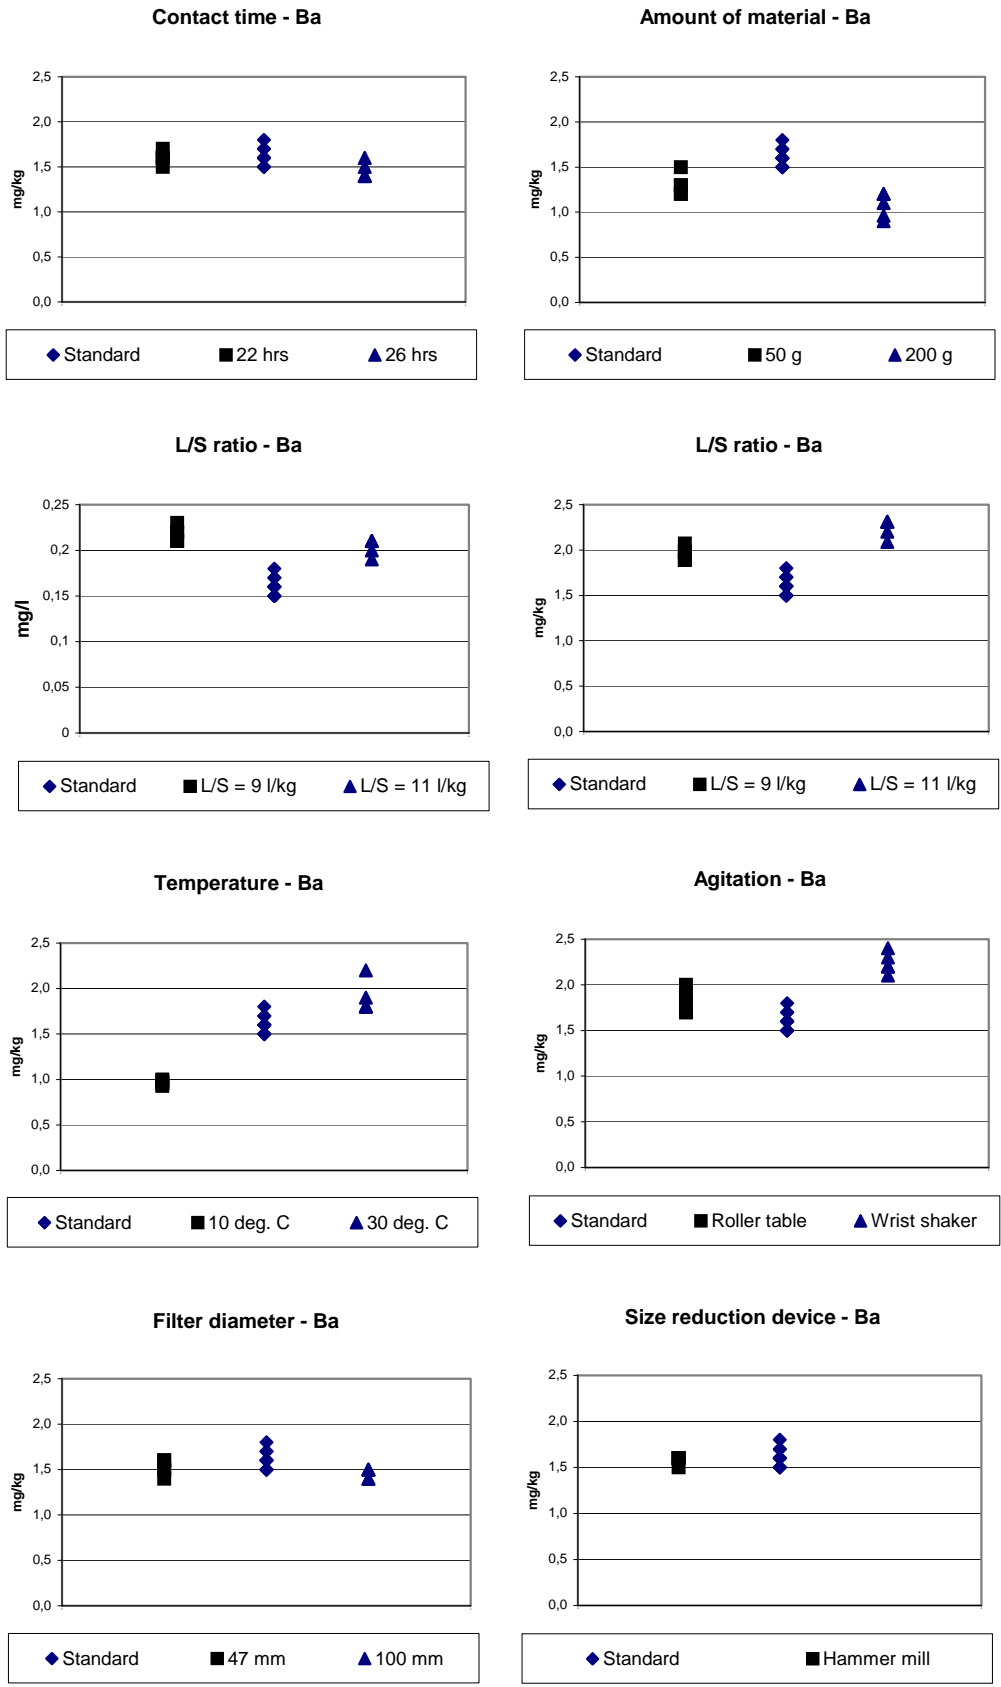 Contact time - Ba
2,5
2,0
1,5
1,0
0,5
0,0
mg/kg
Standard 22 hrs 26 hrs
Amount of material - Ba
2,5
2,0
1,5
1,0
0,5
0,0
mg/kg
Standard 50 g 200 g
L/S ratio - Ba
0,25
0,2
0,15
0,1
0,05
0
mg/l
Standard L/S = 9 l/kg L/S = 11 l/kg
L/S ratio - Ba
2,5
2,0
1,5
1,0
0,5
0,0
mg/kg
Standard L/S = 9 l/kg L/S = 11 l/kg
Temperature - Ba
2,5
2,0
1,5
1,0
0,5
0,0
mg/kg
Standard 10 deg. C 30 deg. C
Agitation - Ba
2,5
2,0
1,5
1,0
0,5
0,0
mg/kg
Standard Roller table Wrist shaker
Filter diameter - Ba
2,5
2,0
1,5
1,0
0,5
0,0
mg/kg
Standard 47 mm 100 mm
Size reduction device - Ba
2,5
2,0
1,5
1,0
0,5
0,0
mg/kg
Standard Hammer mill